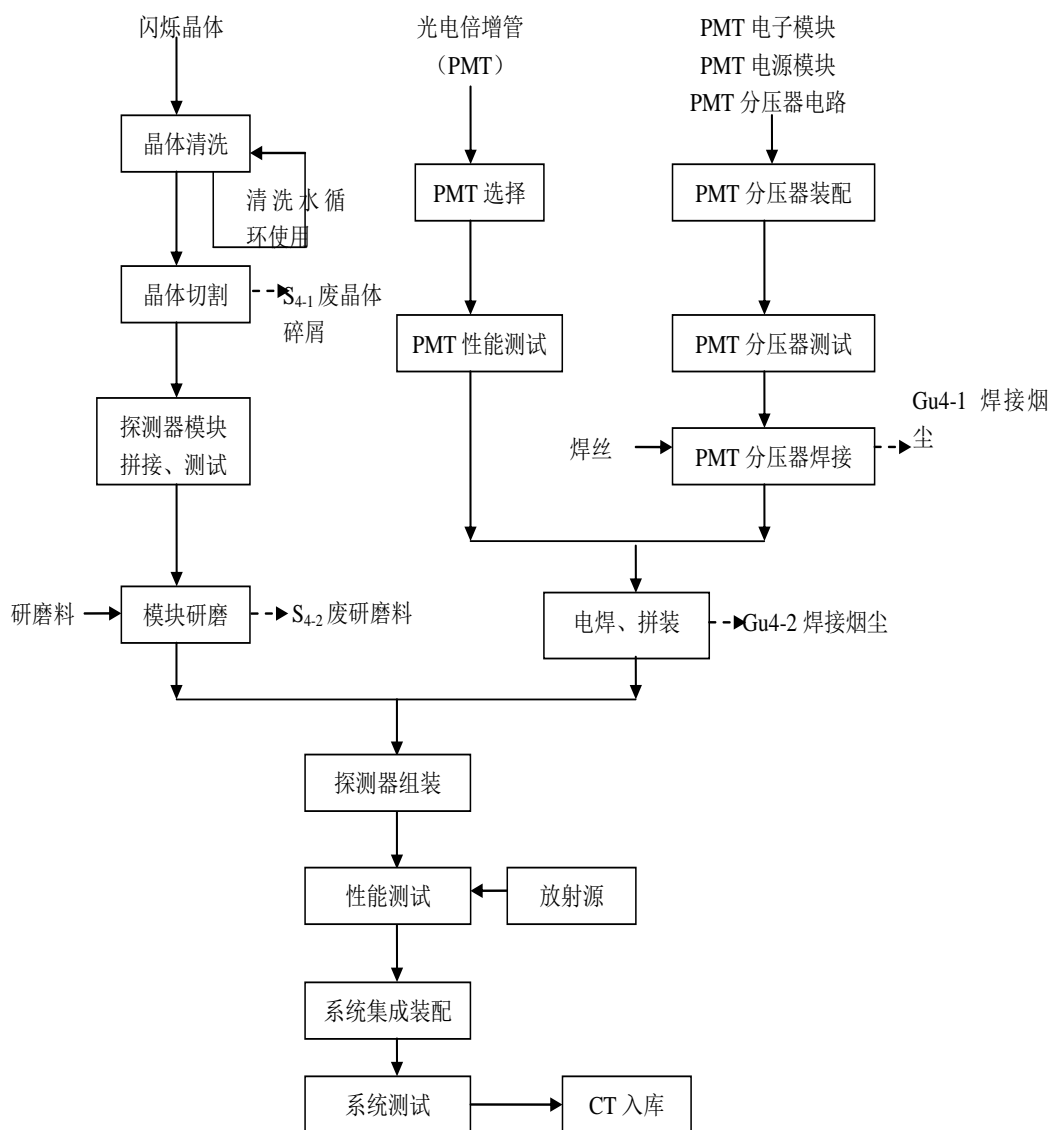 闪烁晶体
光电倍增管
（PMT）
PMT 电子模块
PMT 电源模块
PMT 分压器电路
晶体清洗
清洗水循
环使用
PMT 选择
PMT 分压器装配
晶体切割
S4-1废晶体
碎屑
PMT 性能测试
PMT 分压器测试
探测器模块
拼接、测试
焊丝
PMT 分压器焊接
Gu4-1 焊接烟
尘
研磨料
模块研磨
S4-2 废研磨料
电焊、拼装
Gu4-2 焊接烟尘
探测器组装
性能测试
放射源
系统集成装配
系统测试
CT 入库